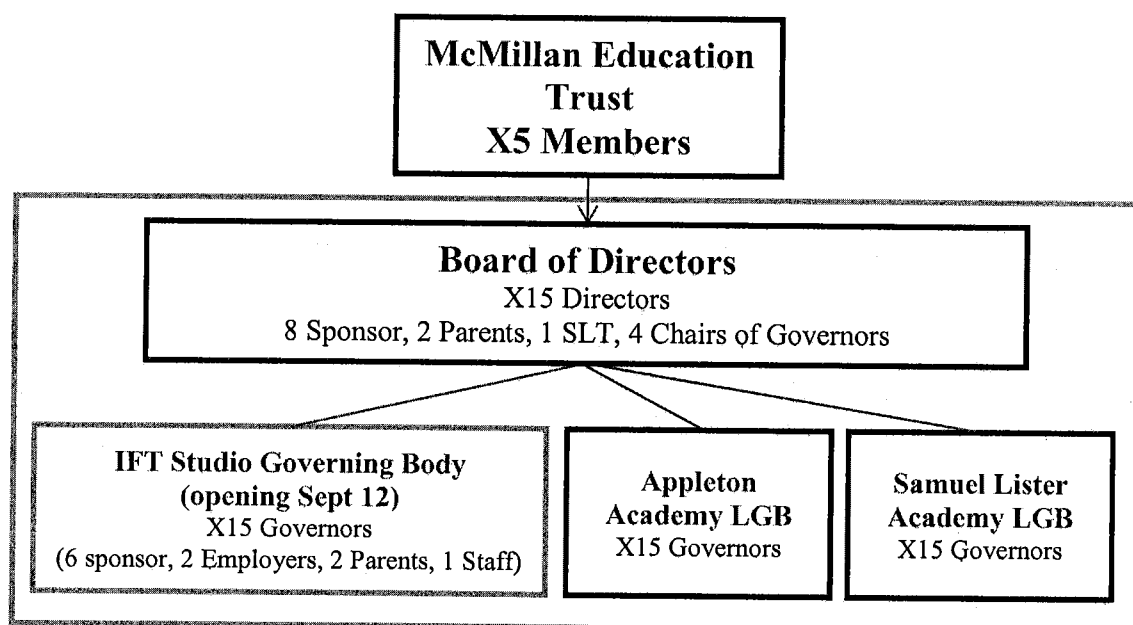 McMillan Education
Trust
X5 Members
Board of Directors
X15 Directors
8 Sponsor, 2 Parents, 1 SLT, 4 Chairs of Governors
IFT Studio Governing Body
(opening Sept 12)
X15 Governors
(6 sponsor, 2 Employers, 2 Parents, 1 Staff)
Appleton
Academy LGB
X15 Governors
Samuel Lister
Academy LGB
X15 Governors